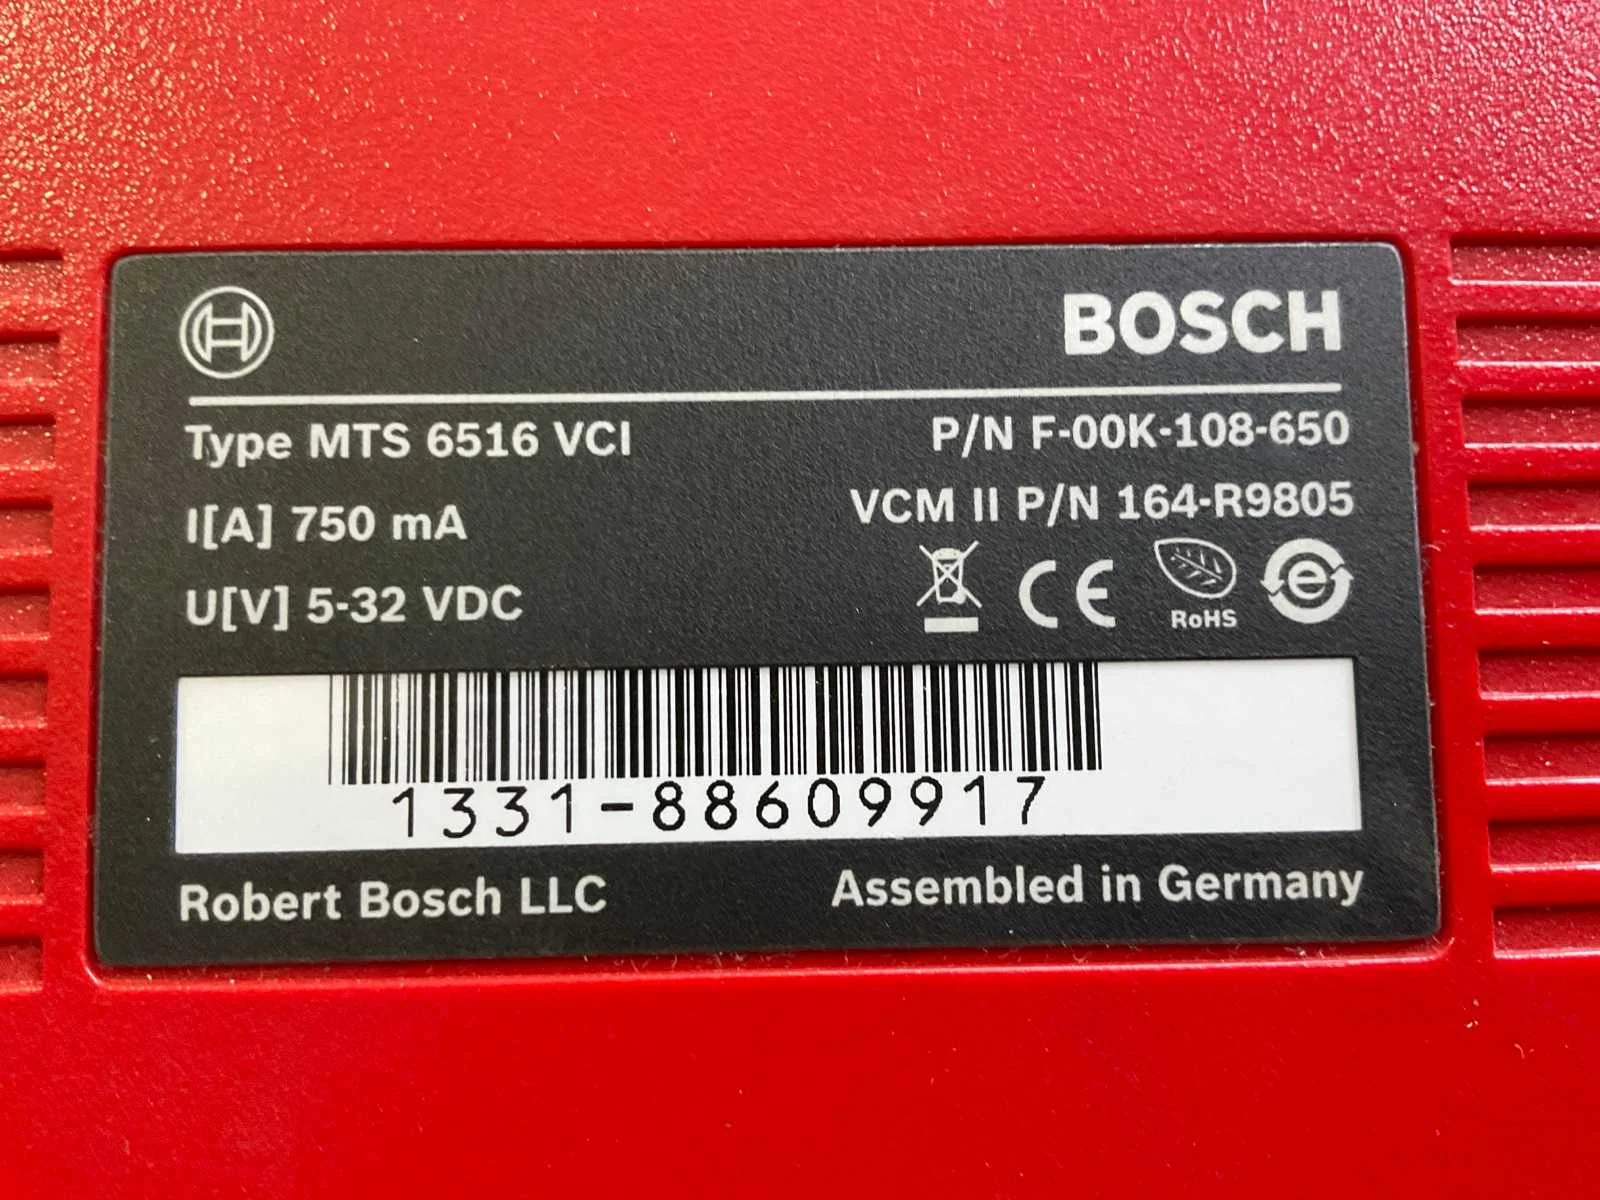 BOSCH
Type MTS 6516 VCI
P/N F-00K-108-650
I[A] 750 mA
VCM II P/N 164-R9805
U[V] 5-32 VDC
CE
RoHS
e
1331-88609917
Robert Bosch LLC
Assembled in Germany